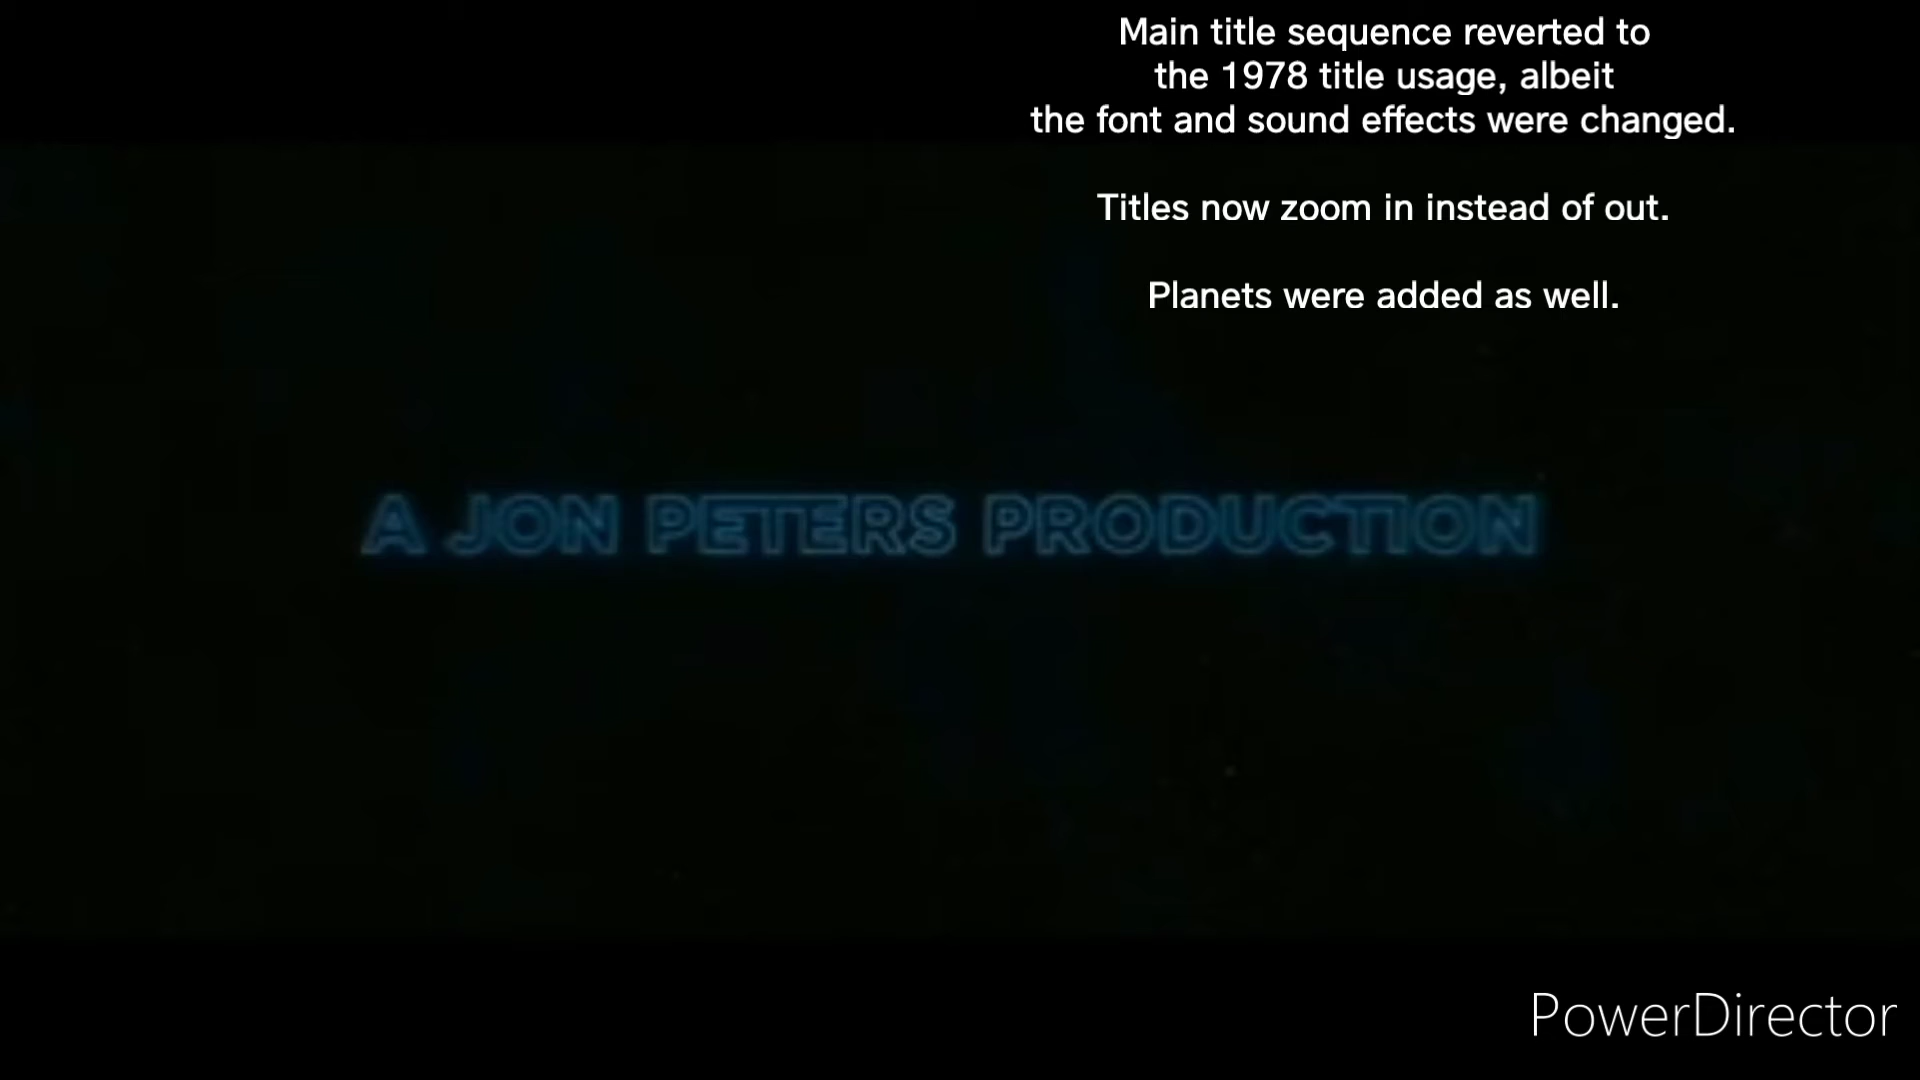 Main title sequence reverted to
the 1978 title usage, albeit
the font and sound effects were changed.
Titles now zoom in instead of out.
Planets were added as well.
A JON PETERS PRODUCTION
PowerDirector